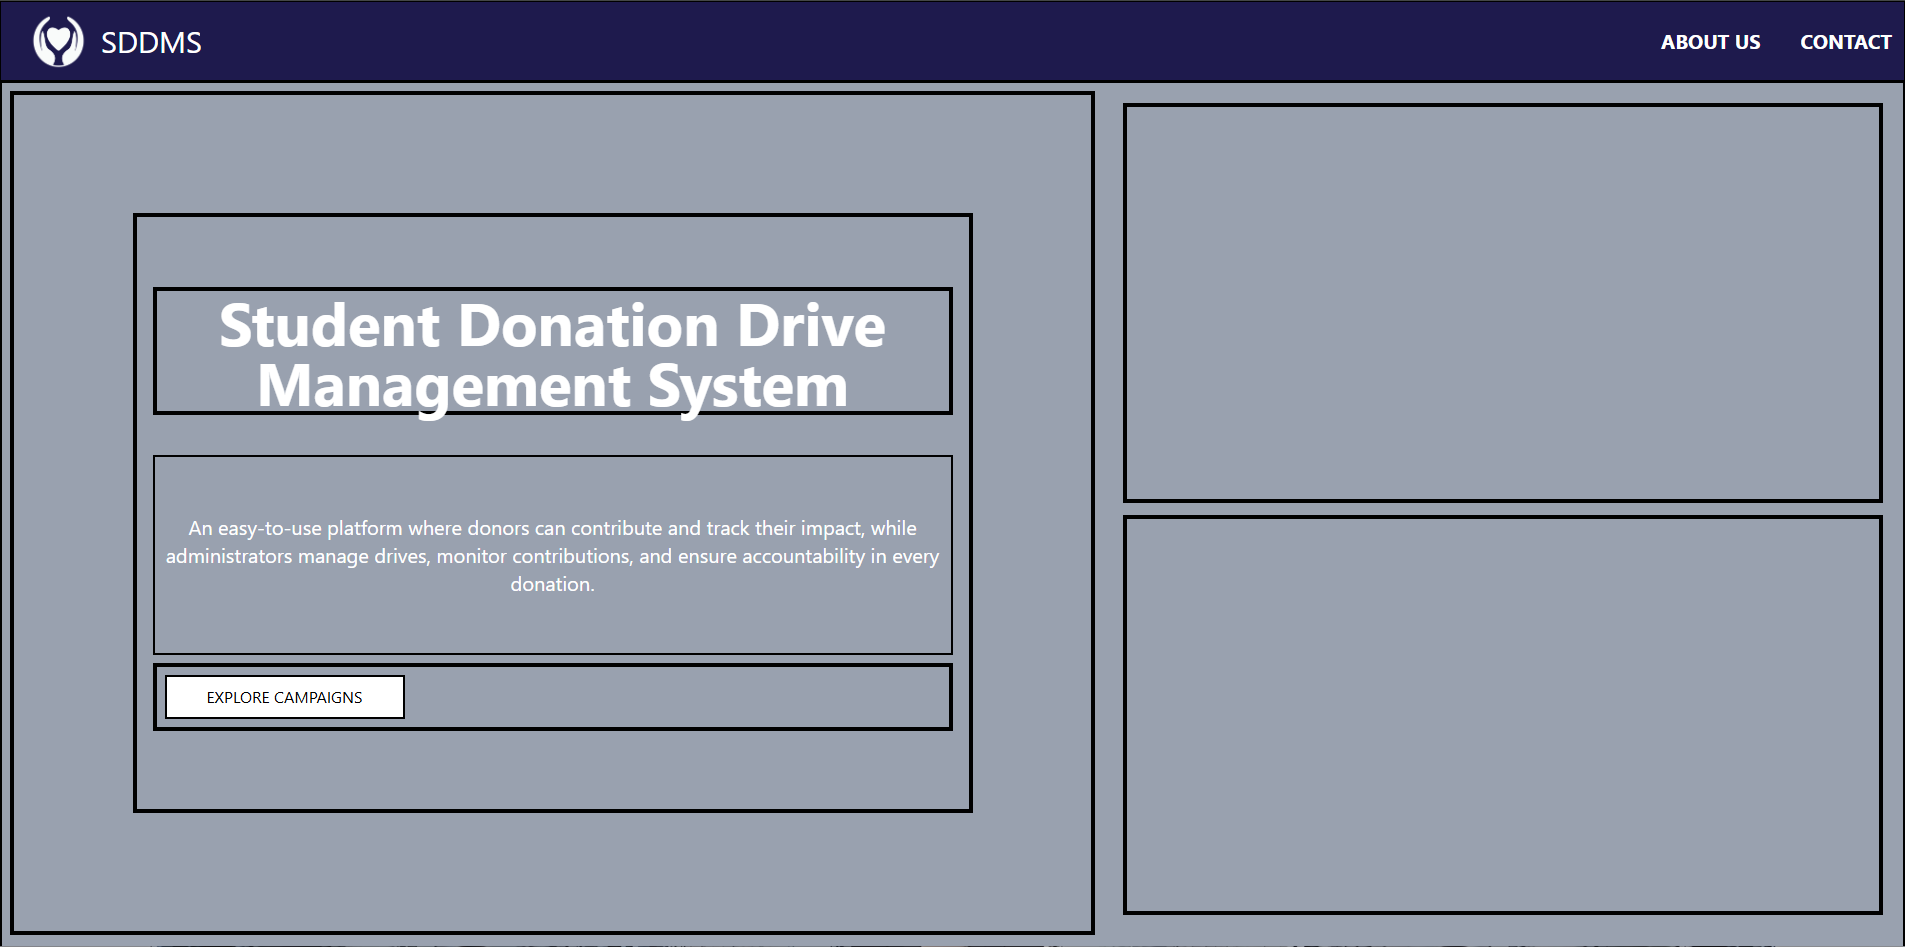 SDDMS
ABOUT US
CONTACT
Student Donation Drive
Management System
An easy-to-use platform where donors can contribute and track their impact, while
administrators manage drives, monitor contributions, and ensure accountability in every
donation.
EXPLORE CAMPAIGNS